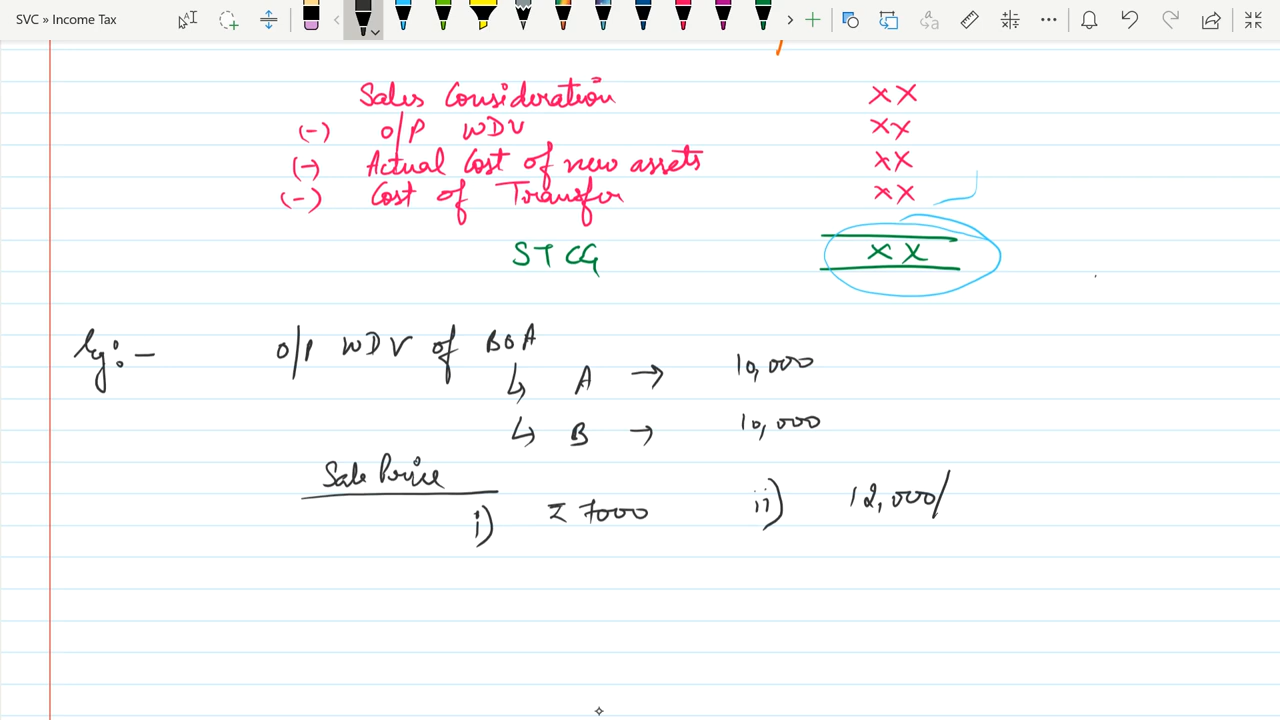 SVC » Income Tax
Sales Consideration XX
(-) O/P WDV XX
(-) Actual Cost of new assets XX
(-) Cost of Transfer XX
STCG XX
Eg:- O/P WDV of BOA
↳ A → 10,000
↳ B → 10,000
Sale Price
i) ₹ 7000 ii) 12,000/